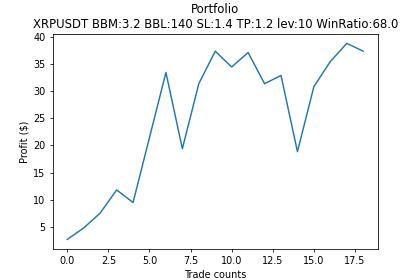 Portfolio
XRPUSDT BBM:3.2 BBL:140 SL:1.4 TP:1.2 lev:10 WinRatio:68.0
40
35
30
25
20
15
10
5
Profit ($)
0.0 2.5 5.0 7.5 10.0 12.5 15.0 17.5
Trade counts